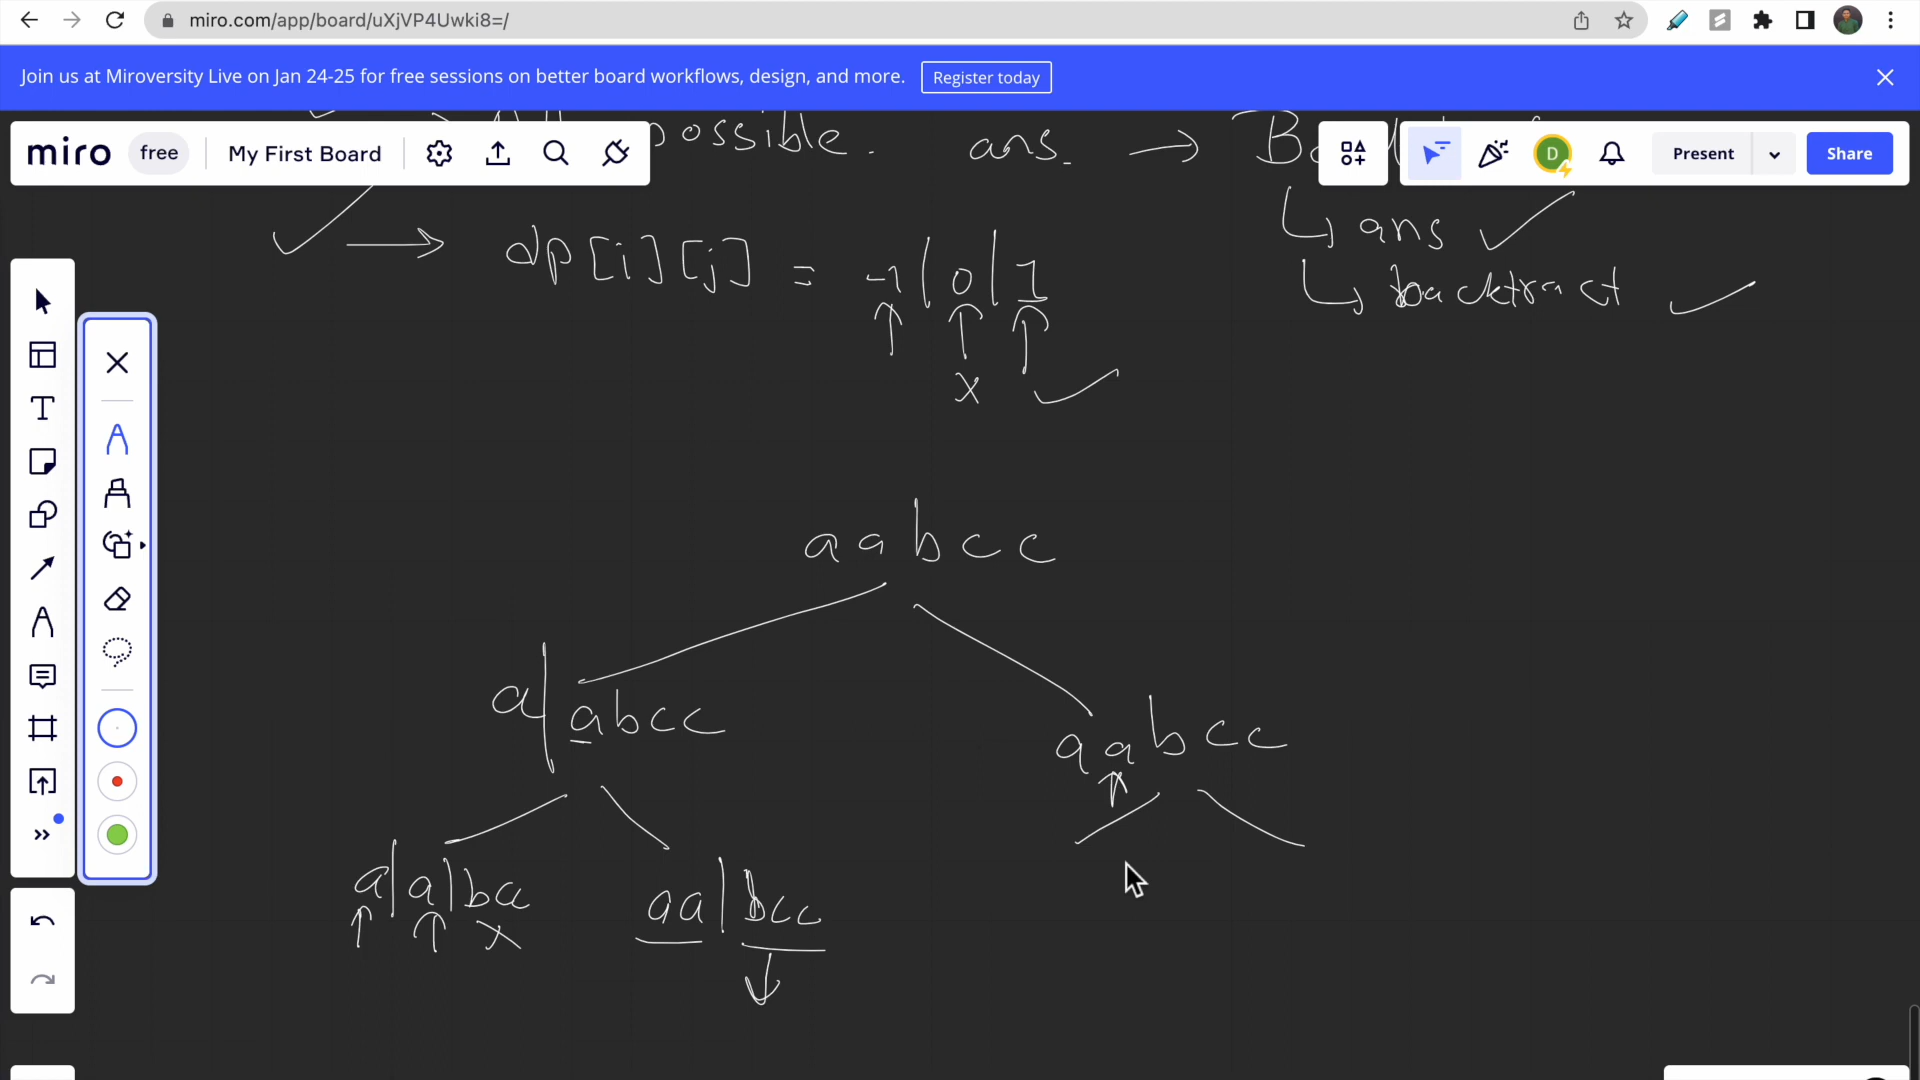 miro.com/app/board/uXjVP4Uwki8=/
Join us at Miroversity Live on Jan 24-25 for free sessions on better board workflows, design, and more. Register today
possible. ans. →
miro free My First Board D Present Share
↳ ans ✓
✓ → dp[i][j] = -1 | 0 | 1
↳ backtract ✓
↑ ↑ ↑
x ✓
T
aabcc
a|abcc
aabcc
↑
a|a|bcc aa|bcc
↑ ↑ x
↓